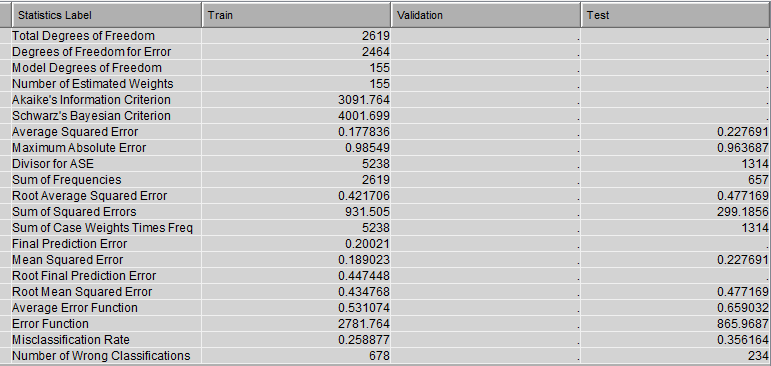 Statistics Label Train Validation Test
Total Degrees of Freedom 2619 . .
Degrees of Freedom for Error 2464 . .
Model Degrees of Freedom 155 . .
Number of Estimated Weights 155 . .
Akaike's Information Criterion 3091.764 . .
Schwarz's Bayesian Criterion 4001.699 . .
Average Squared Error 0.177836 . 0.227691
Maximum Absolute Error 0.98549 . 0.963687
Divisor for ASE 5238 . 1314
Sum of Frequencies 2619 . 657
Root Average Squared Error 0.421706 . 0.477169
Sum of Squared Errors 931.505 . 299.1856
Sum of Case Weights Times Freq 5238 . 1314
Final Prediction Error 0.20021 . .
Mean Squared Error 0.189023 . 0.227691
Root Final Prediction Error 0.447448 . .
Root Mean Squared Error 0.434768 . 0.477169
Average Error Function 0.531074 . 0.659032
Error Function 2781.764 . 865.9687
Misclassification Rate 0.258877 . 0.356164
Number of Wrong Classifications 678 . 234